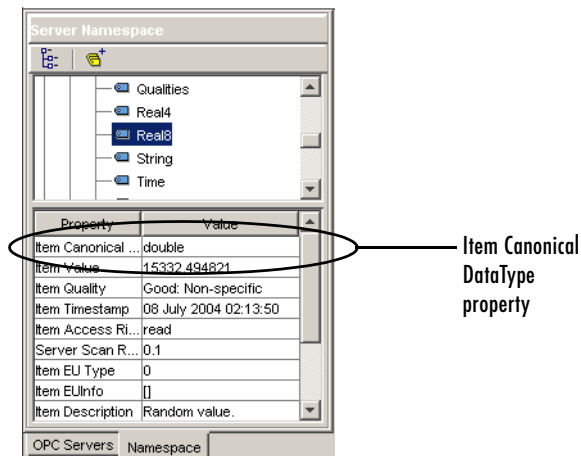 Server Namespace
Qualities
Real4
Real8
String
Time
Property Value
Item Canonical ... double
Item Value 15332.494821
Item Quality Good: Non-specific
Item Timestamp 08 July 2004 02:13:50
Item Access Ri... read
Server Scan R... 0.1
Item EU Type 0
Item EUInfo []
Item Description Random value.
OPC Servers Namespace
Item Canonical
DataType
property